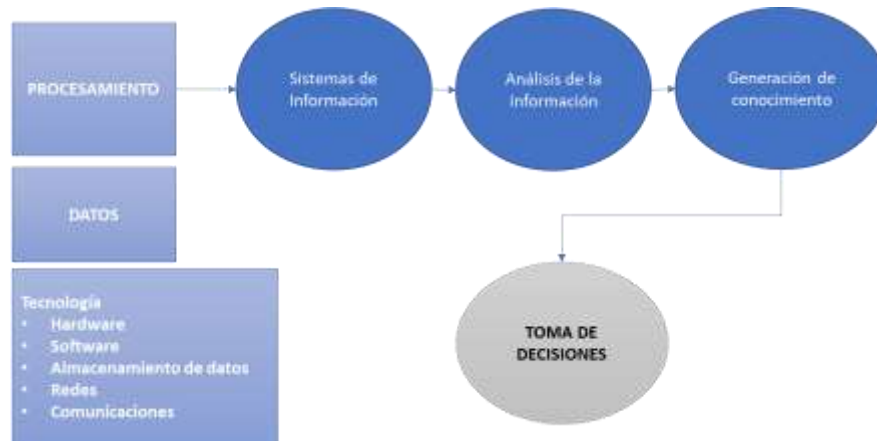 PROCESAMIENTO
Sistemas de
Información
Análisis de la
Información
Generación de
conocimiento
DATOS
Tecnología
• Hardware
• Software
• Almacenamiento de datos
• Redes
• Comunicaciones
TOMA DE
DECISIONES